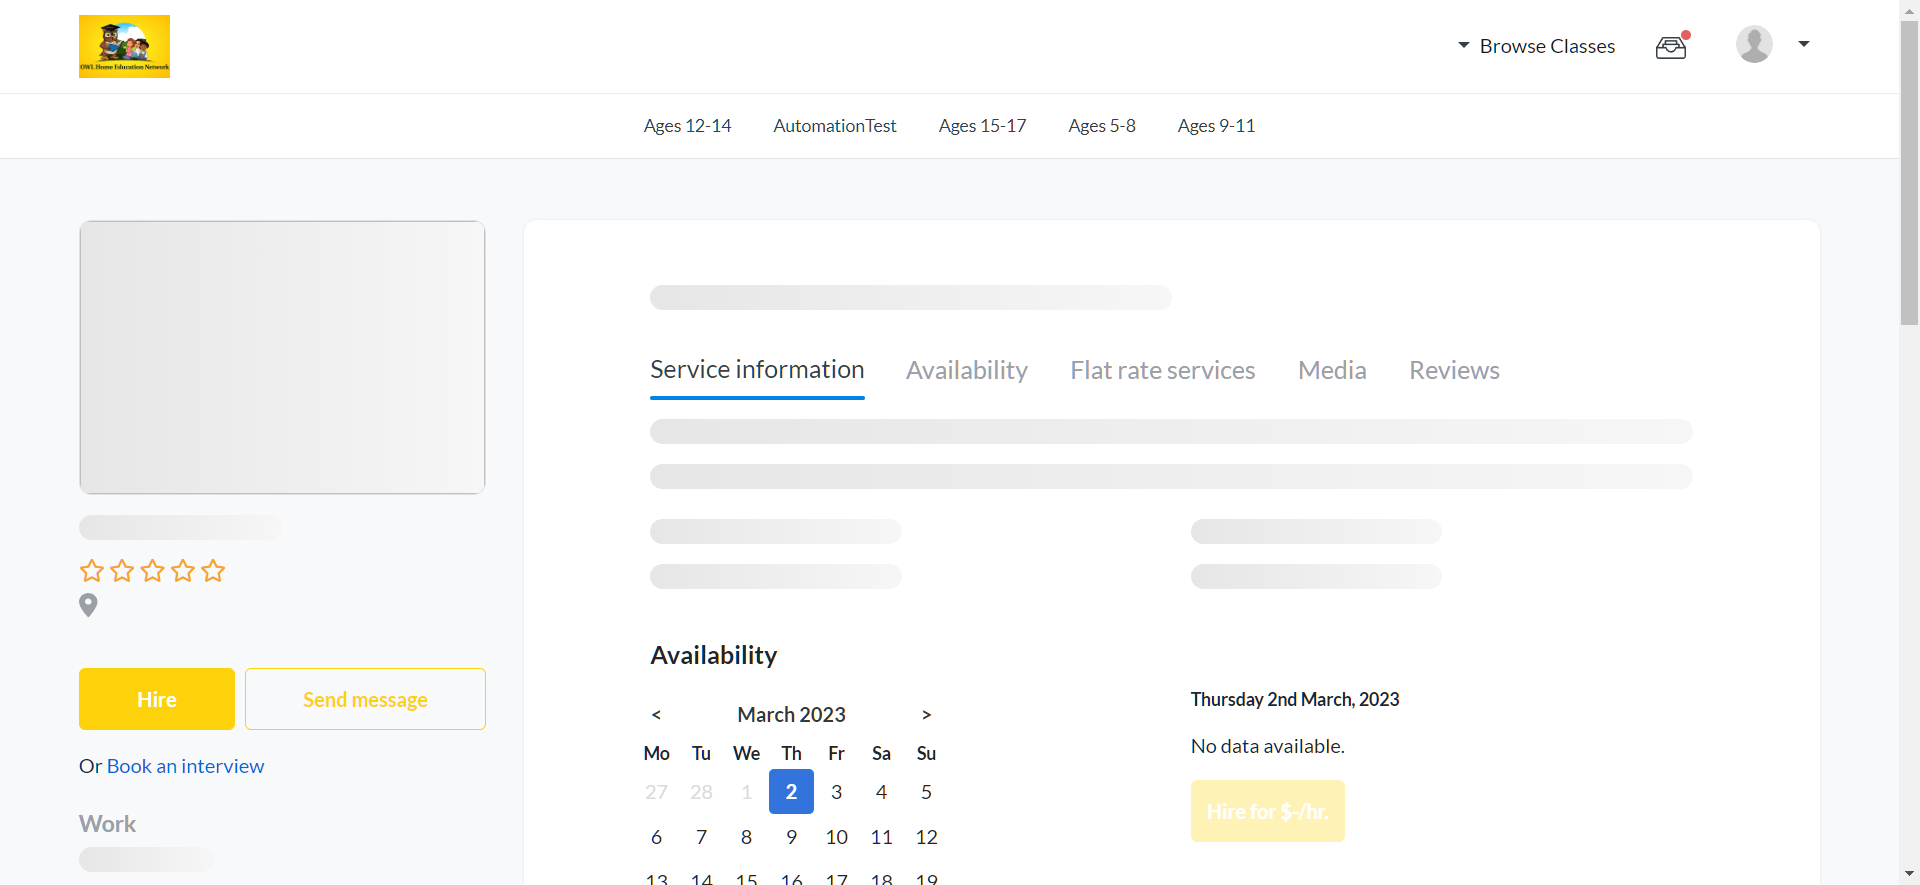 OWL Home Education Network
Browse Classes
Ages 12-14 AutomationTest Ages 15-17 Ages 5-8 Ages 9-11
Service information Availability Flat rate services Media Reviews
Hire Send message
Or Book an interview
Work
Availability
< March 2023 >
Mo Tu We Th Fr Sa Su
27 28 1 2 3 4 5
6 7 8 9 10 11 12
13 14 15 16 17 18 19
Thursday 2nd March, 2023
No data available.
Hire for $-/hr.